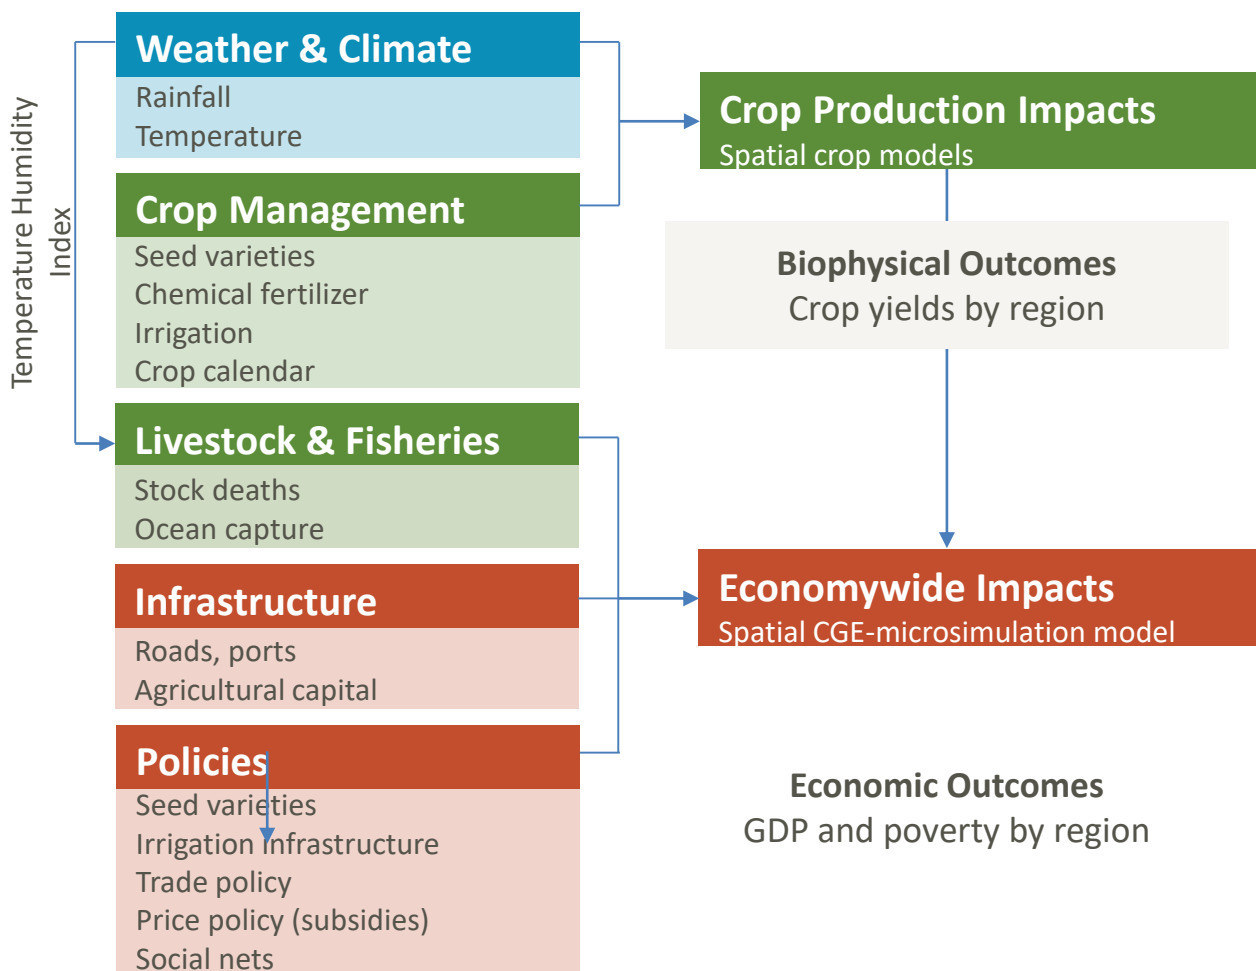 Temperature Humidity
Index
Weather & Climate
Rainfall
Temperature
Crop Management
Seed varieties
Chemical fertilizer
Irrigation
Crop calendar
Livestock & Fisheries
Stock deaths
Ocean capture
Infrastructure
Roads, ports
Agricultural capital
Policies
Seed varieties
Irrigation infrastructure
Trade policy
Price policy (subsidies)
Social nets
Crop Production Impacts
Spatial crop models
Biophysical Outcomes
Crop yields by region
Economywide Impacts
Spatial CGE-microsimulation model
Economic Outcomes
GDP and poverty by region